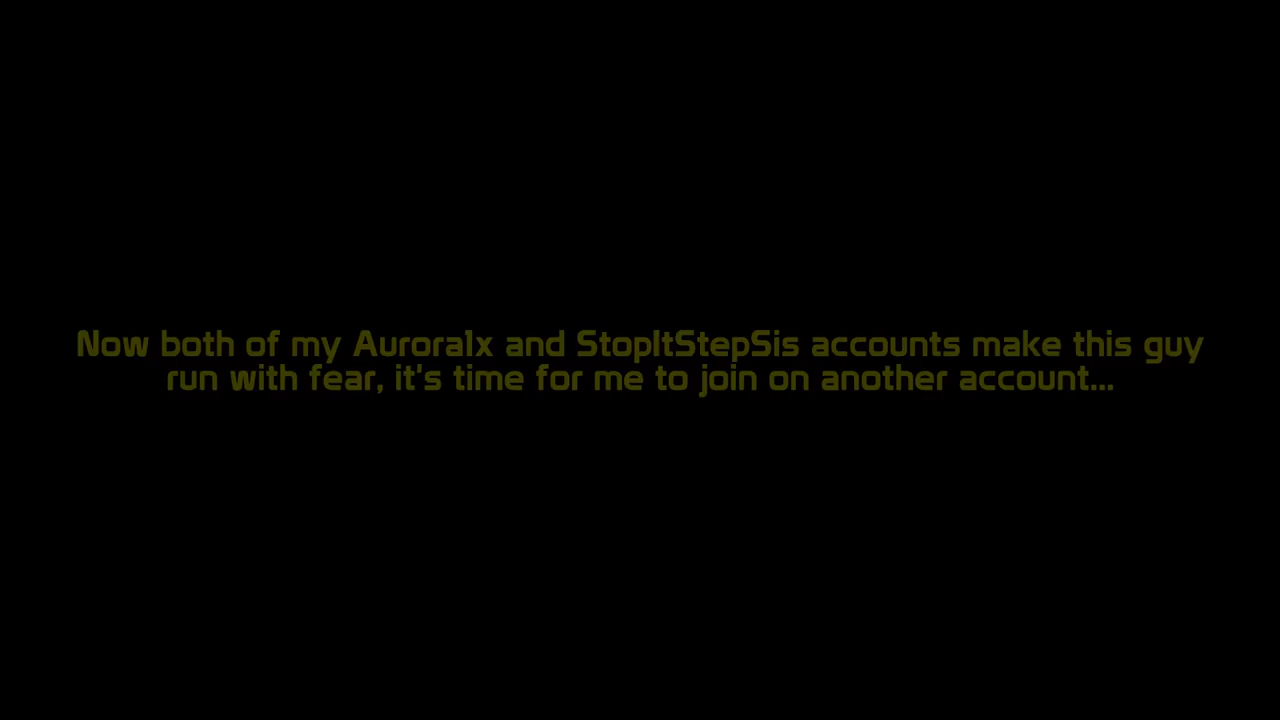 Now both of my Aurora1x and StopItStepSis accounts make this guy
run with fear, it's time for me to join on another account...